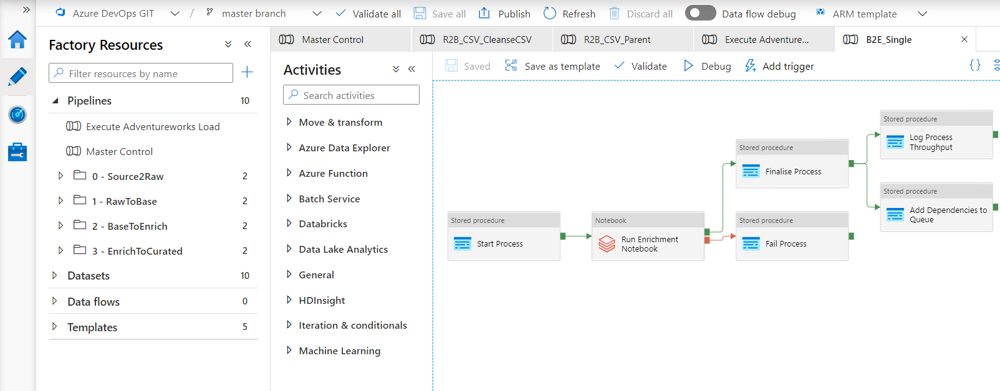 Azure DevOps GIT / master branch Validate all Save all Publish Refresh Discard all Data flow debug ARM template
Factory Resources
Filter resources by name
Pipelines 10
Execute Adventureworks Load
Master Control
0 - Source2Raw 2
1 - RawToBase 2
2 - BaseToEnrich 2
3 - EnrichToCurated 2
Datasets 10
Data flows 0
Templates 5
Master Control R2B_CSV_CleanseCSV R2B_CSV_Parent Execute Adventure... B2E_Single
Activities
Search activities
Move & transform
Azure Data Explorer
Azure Function
Batch Service
Databricks
Data Lake Analytics
General
HDInsight
Iteration & conditionals
Machine Learning
Saved Save as template Validate Debug Add trigger {}
Stored procedure
Start Process
Notebook
Run Enrichment
Notebook
Stored procedure
Finalise Process
Stored procedure
Fail Process
Stored procedure
Log Process
Throughput
Stored procedure
Add Dependencies to
Queue